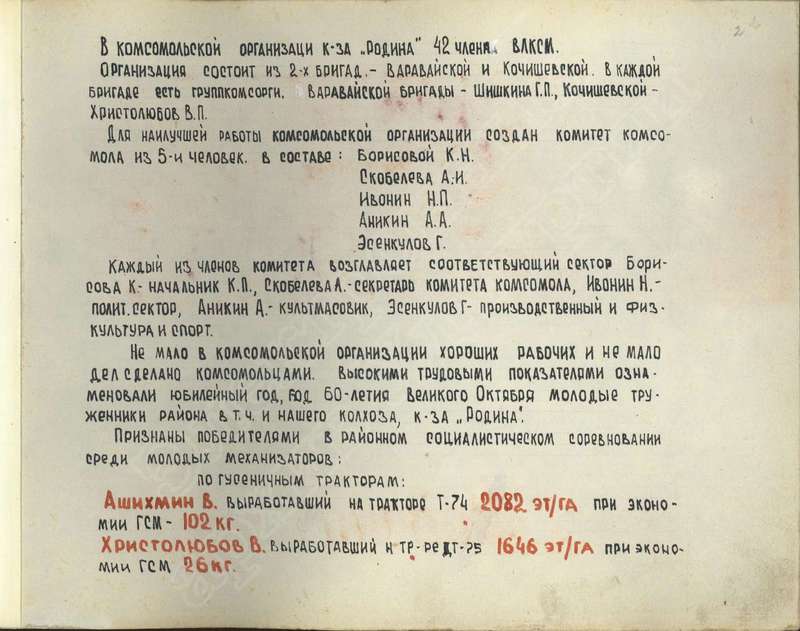 2
В комсомольской организаци к-за „Родина" 42 члена ВЛКСМ.
Организация состоит из 2-х бригад.- Варавайской и Кочишевской. В каждой
бригаде есть группкомсорги. Варавайской бригады - Шишкина Г.П., Кочишевской -
Христолюбов В.П.
Для наилучшей работы комсомольской организации создан комитет комсо-
мола из 5-и человек. в составе: Борисовой К.Н.
Скобелева А.И.
Ивонин Н.П.
Аникин А.А.
Эсенкулов Г.
Каждый из членов комитета возглавляет соответствующий сектор Бори-
сова К.- начальник К.П., Скобелева А.-секретарь комитета комсомола, Ивонин Н.-
полит.сектор, Аникин А.- культмасовик, Эсенкулов Г- производственный и физ-
культура и спорт.
Не мало в комсомольской организации хороших рабочих и не мало
дел сделано комсомольцами. Высокими трудовыми показателями озна-
меновали юбилейный год, год 60-летия Великого Октября молодые тру-
женники района в т.ч. и нашего колхоза, к-за „Родина".
Признаны победителями в районном социалистическом соревновании
среди молодых механизаторов:
по гусеничным тракторам:
Ашихмин В. выработавший на тракторе Т-74 2082 эт/га при эконо-
мии ГСМ- 102 кг.
Христолюбов В. выработавший н тр-ре ДТ-75 1646 эт/га при эконо-
мии ГСМ 26 кг.